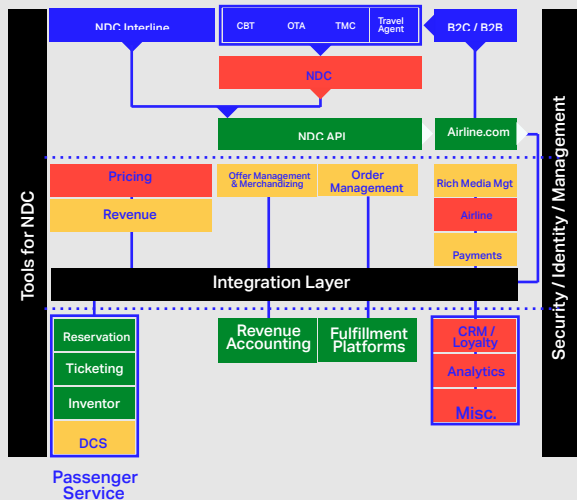 NDC Interline
CBT
OTA
TMC
Travel
Agent
B2C / B2B
NDC
NDC API
Airline.com
Tools for NDC
Security / Identity / Management
Pricing
Revenue
Offer Management
& Merchandizing
Order
Management
Rich Media Mgt
Airline
Payments
Integration Layer
Reservation
Ticketing
Inventor
DCS
Passenger
Service
Revenue
Accounting
Fulfillment
Platforms
CRM /
Loyalty
Analytics
Misc.